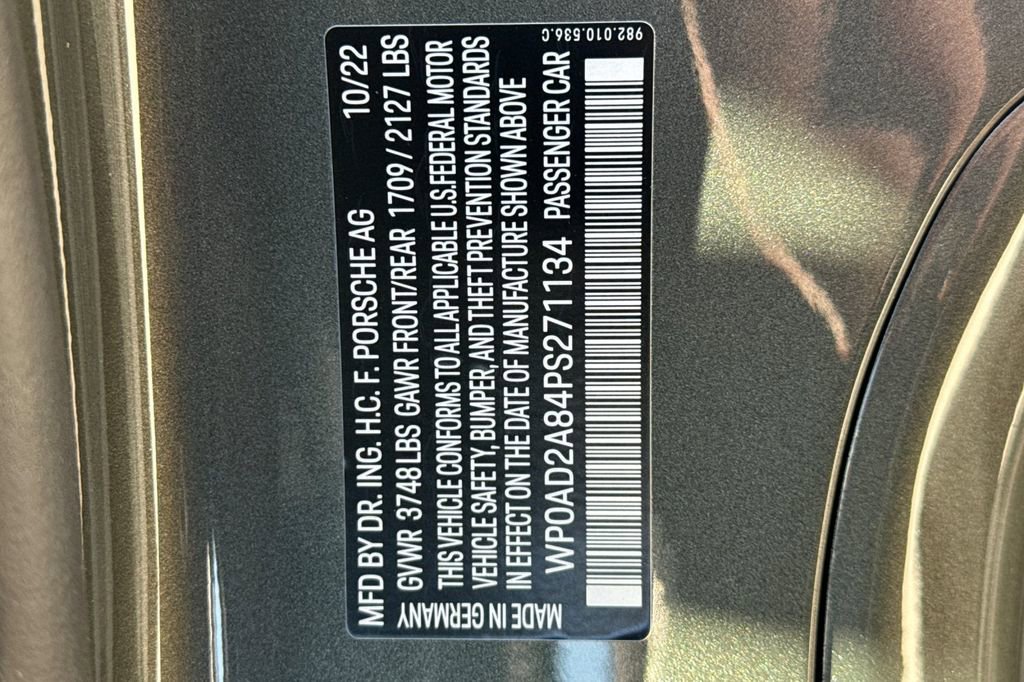 MFD BY DR. ING. H.C. F. PORSCHE AG 10/22
GVWR 3748 LBS GAWR FRONT/REAR 1709 / 2127 LBS
THIS VEHICLE CONFORMS TO ALL APPLICABLE U.S. FEDERAL MOTOR
VEHICLE SAFETY, BUMPER, AND THEFT PREVENTION STANDARDS
IN EFFECT ON THE DATE OF MANUFACTURE SHOWN ABOVE
WP0AD2A84PS271134 PASSENGER CAR
MADE IN GERMANY
982.010.536.C